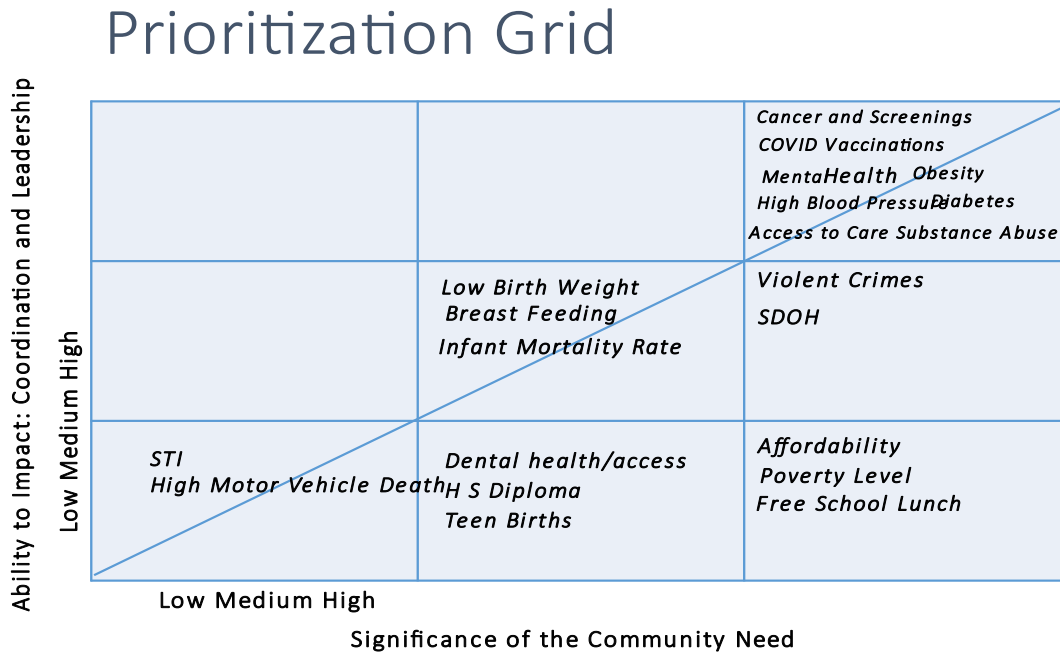 Prioritization Grid
Ability to Impact: Coordination and Leadership
Low Medium High
Cancer and Screenings
COVID Vaccinations
MentaHealth Obesity
High Blood Pressure Diabetes
Access to Care Substance Abuse
Low Birth Weight
Breast Feeding
Infant Mortality Rate
Violent Crimes
SDOH
STI
High Motor Vehicle Death
Dental health/access
H S Diploma
Teen Births
Affordability
Poverty Level
Free School Lunch
Low Medium High
Significance of the Community Need